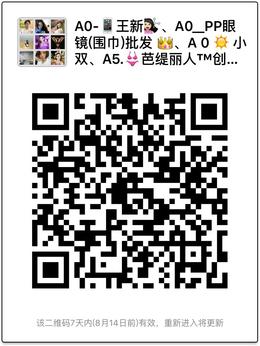 A0-📱王新💇🏻、A0__PP眼
镜(围巾)批发 👑、A 0 ☀️ 小
双、A5.👙芭缇丽人™创...
该二维码7天内(8月14日前)有效，重新进入将更新